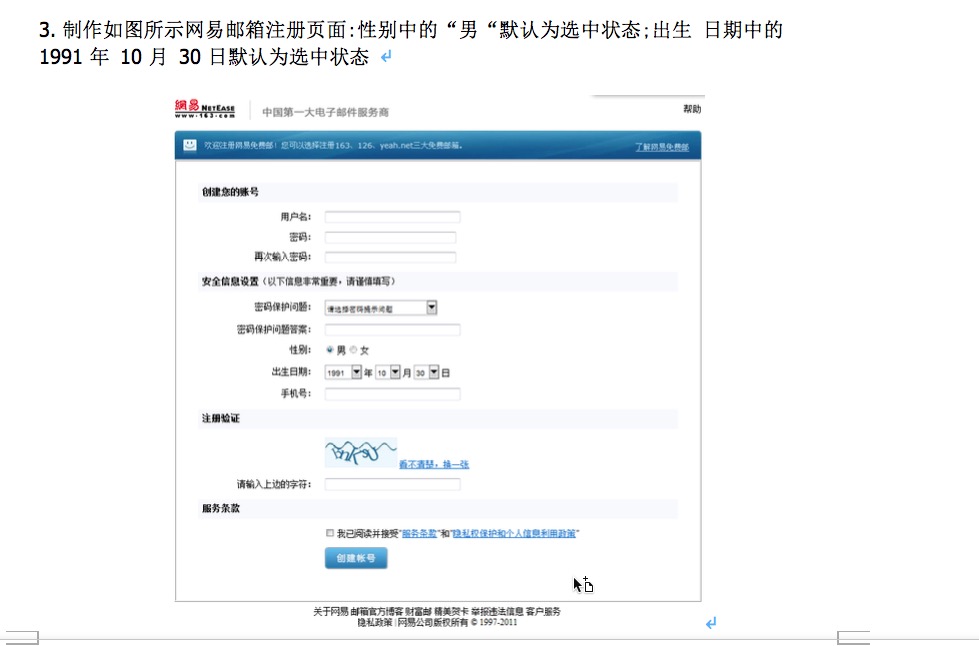 3. 制作如图所示网易邮箱注册页面:性别中的“男“默认为选中状态;出生 日期中的
1991 年 10 月 30 日默认为选中状态
網易 NETEASE
www.163.com
中国第一大电子邮件服务商
帮助
欢迎注册网易免费邮！您可以选择注册163、126、yeah.net三大免费邮箱。
了解网易免费邮
创建您的账号
用户名:
密码:
再次输入密码:
安全信息设置（以下信息非常重要，请谨慎填写）
密码保护问题: 请选择密码提示问题
密码保护问题答案:
性别: 男 女
出生日期: 1991 年 10 月 30 日
手机号:
注册验证
看不清楚，换一张
请输入上边的字符:
服务条款
我已阅读并接受"服务条款"和"隐私权保护和个人信息利用政策"
创建帐号
关于网易 邮箱官方博客 财富邮 精美贺卡 举报违法信息 客户服务
隐私政策 | 网易公司版权所有 © 1997-2011